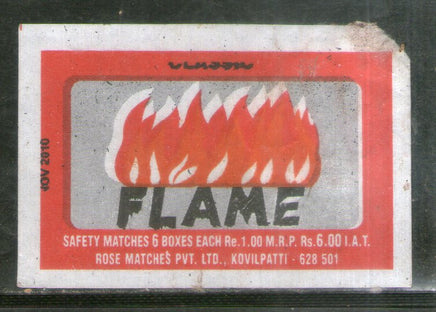 CLASSIC
FLAME
SAFETY MATCHES 6 BOXES EACH Re.1.00 M.R.P. Rs.6.00 I.A.T.
ROSE MATCHES PVT. LTD., KOVILPATTI - 628 501
NOV 2010